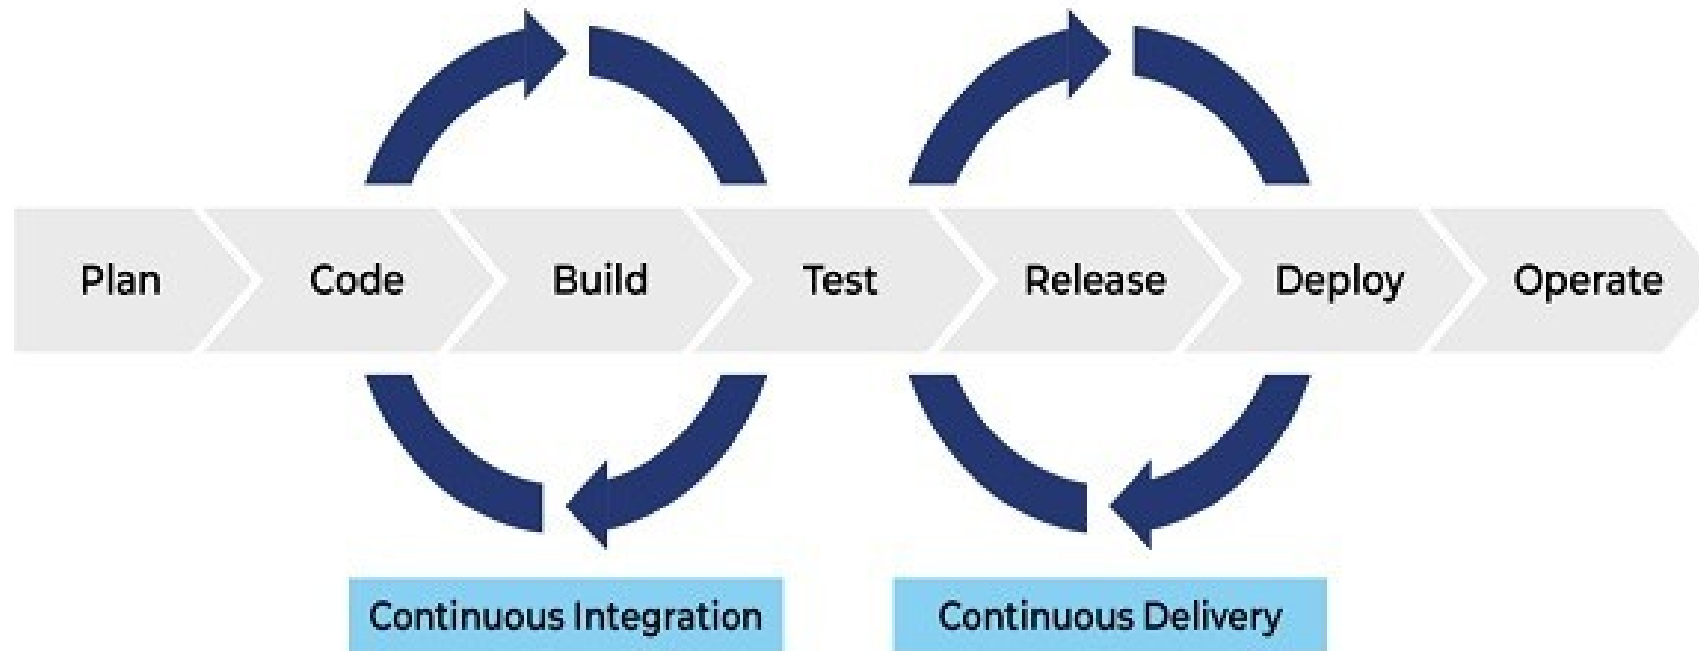 Plan
Code
Build
Test
Release
Deploy
Operate
Continuous Integration
Continuous Delivery